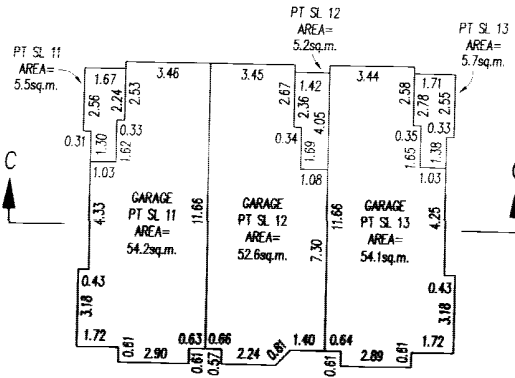 PT SL 11
AREA=
5.5sq.m.
PT SL 12
AREA=
5.2sq.m.
PT SL 13
AREA=
5.7sq.m.
1.67
3.46
3.45
1.42
3.44
1.71
2.56
2.24
2.53
2.67
2.36
4.05
2.58
2.78
2.55
0.31
1.30
0.33
1.62
0.34
1.69
0.35
1.65
0.33
1.38
1.03
1.08
1.03
C
4.33
11.66
7.30
11.66
4.25
GARAGE
PT SL 11
AREA=
54.2sq.m.
GARAGE
PT SL 12
AREA=
52.6sq.m.
GARAGE
PT SL 13
AREA=
54.1sq.m.
0.43
3.18
1.72
0.61
2.90
0.61
0.63
0.66
0.57
2.24
0.81
1.40
0.64
0.61
2.89
0.61
1.72
3.18
0.43